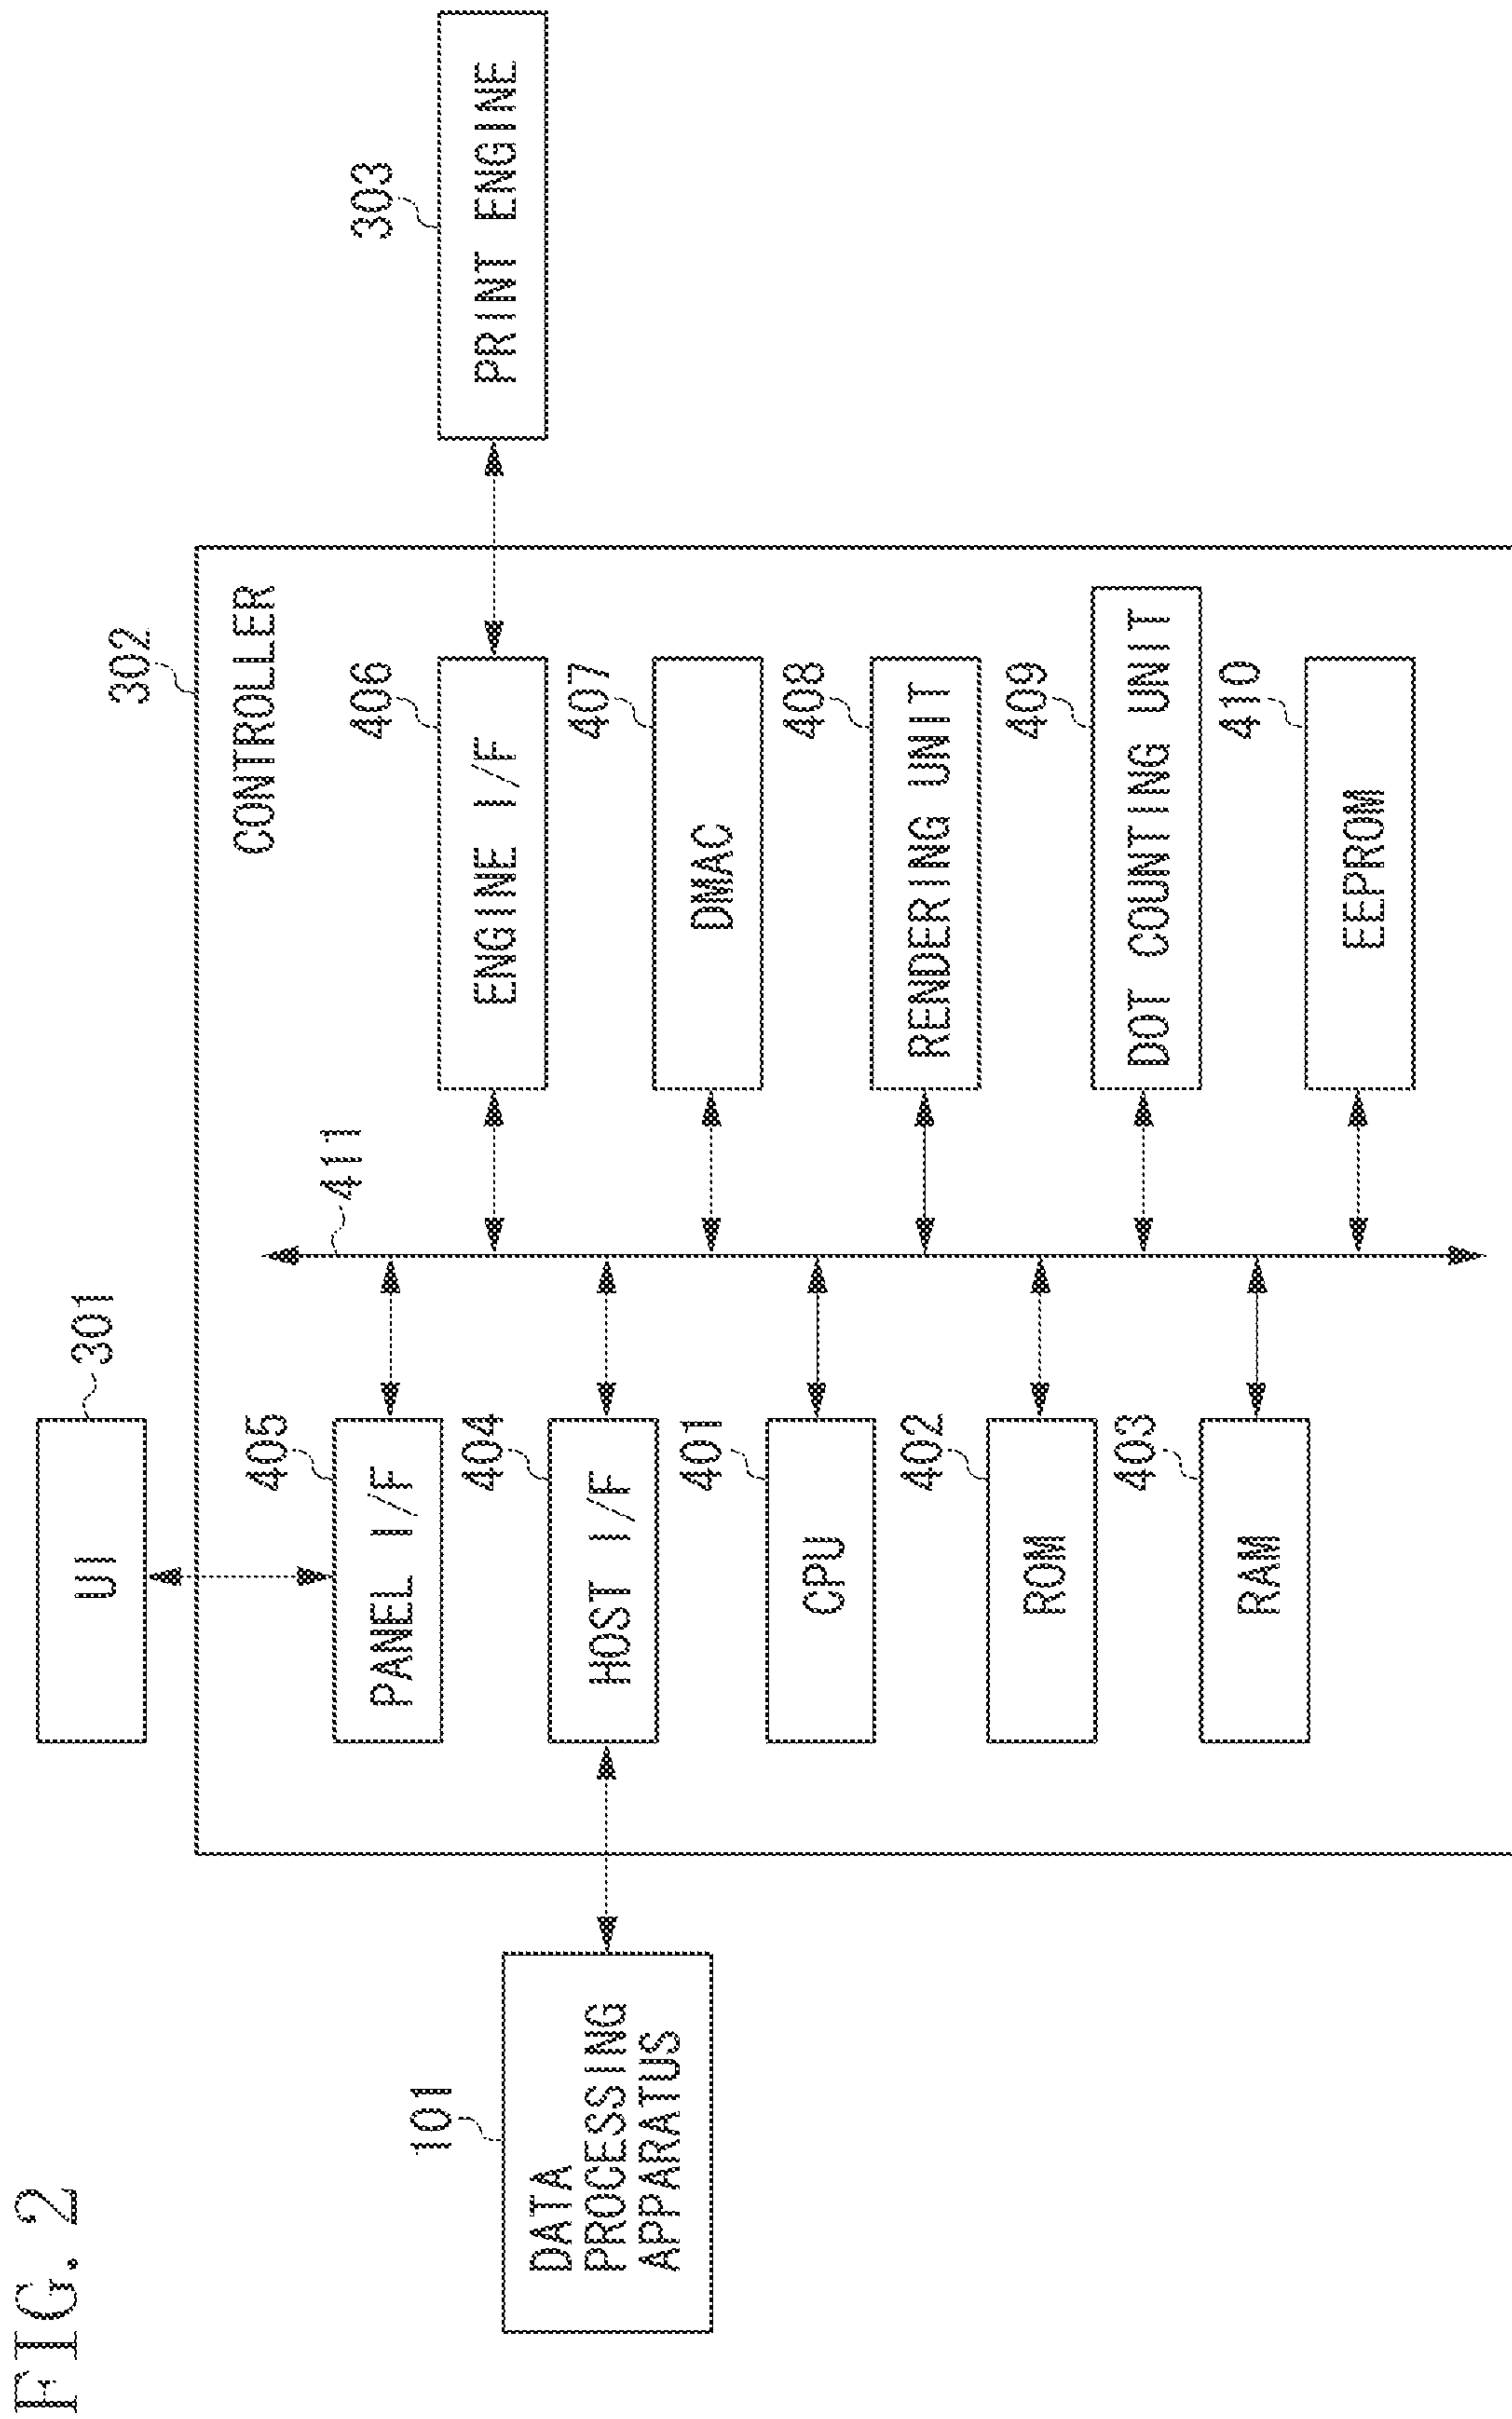 FIG. 2
301
UI
302
CONTROLLER
411
405
PANEL I/F
406
ENGINE I/F
303
PRINT ENGINE
101
DATA
PROCESSING
APPARATUS
404
HOST I/F
407
DMAC
401
CPU
408
RENDERING UNIT
402
ROM
409
DOT COUNTING UNIT
403
RAM
410
EEPROM